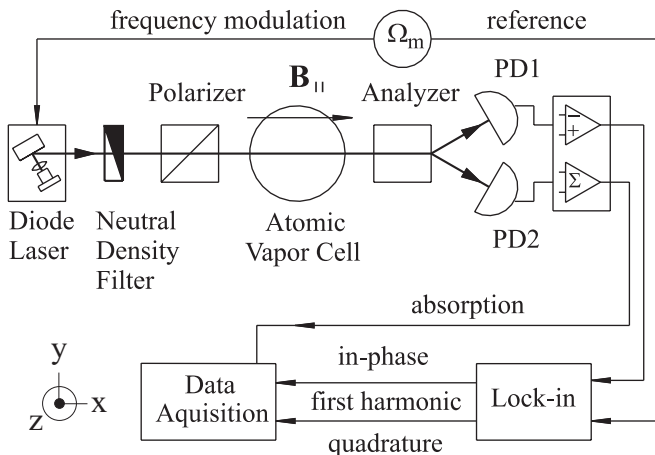 frequency modulation
Ωm
reference
PD1
B||
Polarizer
Analyzer
−
+
Σ
Diode
Laser
Neutral
Density
Filter
Atomic
Vapor Cell
PD2
absorption
in-phase
Data
Aquisition
first harmonic
Lock-in
quadrature
y
x
z